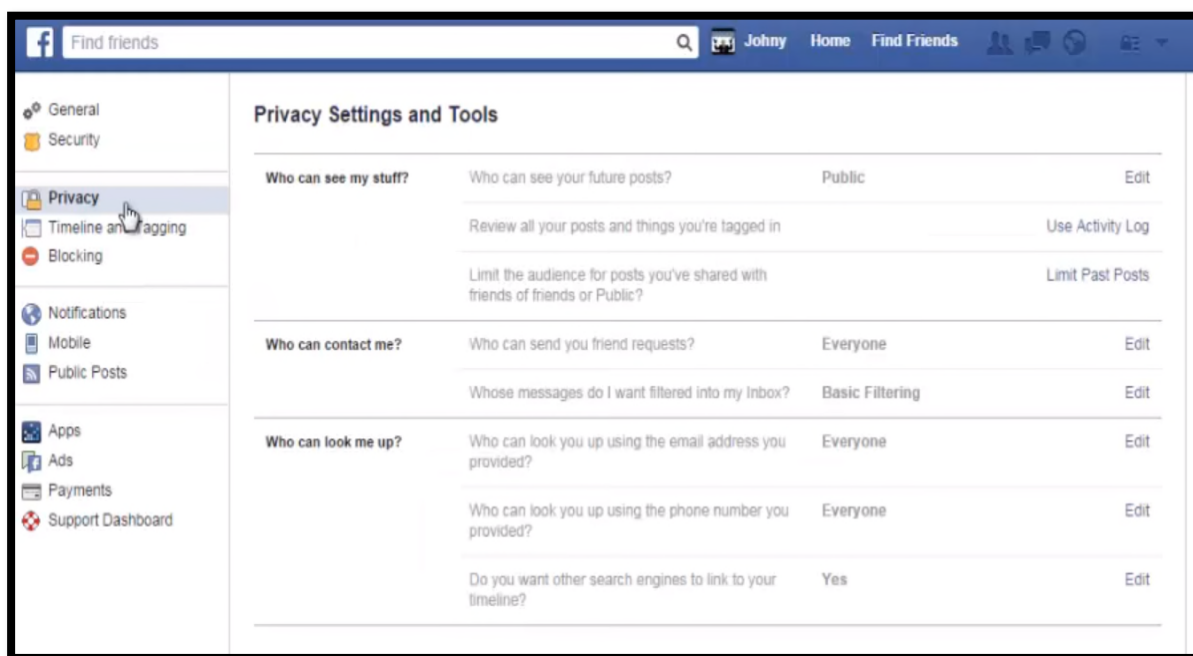 f Find friends Johny Home Find Friends
General
Security
Privacy
Timeline and Tagging
Blocking
Notifications
Mobile
Public Posts
Apps
Ads
Payments
Support Dashboard
Privacy Settings and Tools
Who can see my stuff? Who can see your future posts? Public Edit
Review all your posts and things you're tagged in Use Activity Log
Limit the audience for posts you've shared with Limit Past Posts
friends of friends or Public?
Who can contact me? Who can send you friend requests? Everyone Edit
Whose messages do I want filtered into my Inbox? Basic Filtering Edit
Who can look me up? Who can look you up using the email address you Everyone Edit
provided?
Who can look you up using the phone number you Everyone Edit
provided?
Do you want other search engines to link to your Yes Edit
timeline?